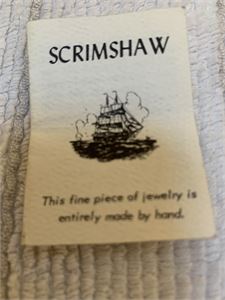 SCRIMSHAW
This fine piece of jewelry is
entirely made by hand.